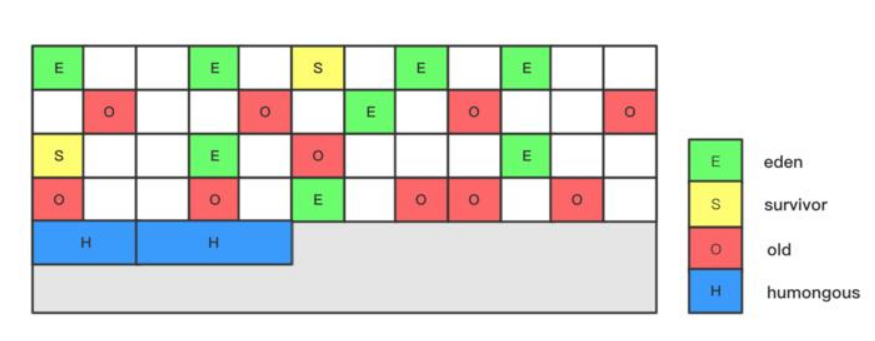 E E S E E
O O E O O
S E O E
O O E O O O
H H
E eden
S survivor
O old
H humongous